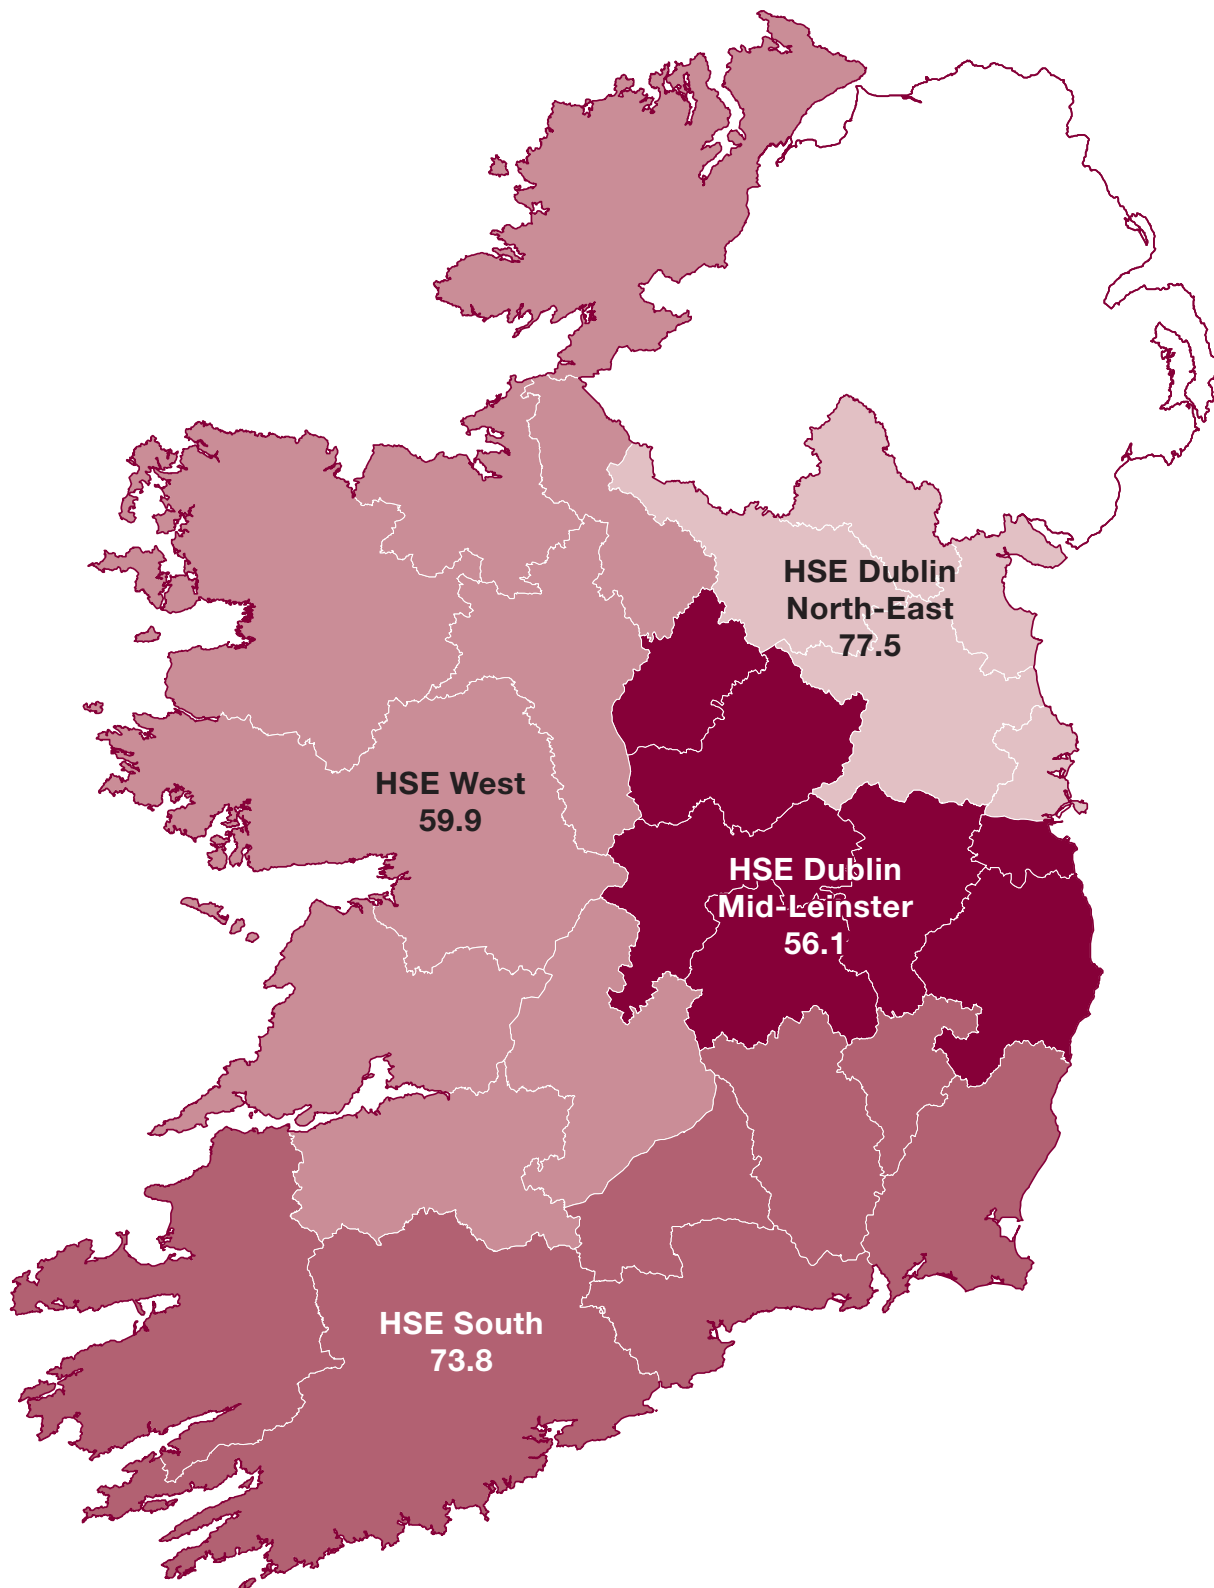 HSE Dublin
North-East
77.5
HSE West
59.9
HSE Dublin
Mid-Leinster
56.1
HSE South
73.8